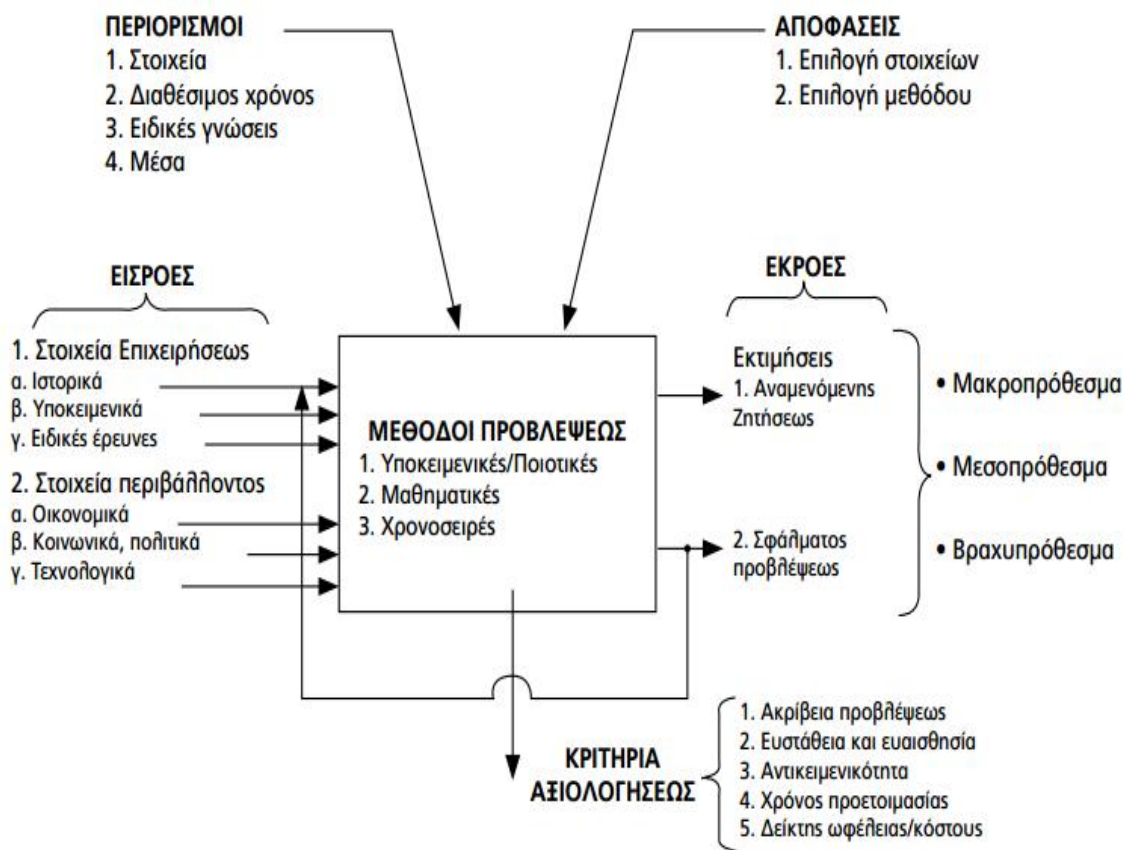 ΠΕΡΙΟΡΙΣΜΟΙ
1. Στοιχεία
2. Διαθέσιμος χρόνος
3. Ειδικές γνώσεις
4. Μέσα
ΑΠΟΦΑΣΕΙΣ
1. Επιλογή στοιχείων
2. Επιλογή μεθόδου
ΕΙΣΡΟΕΣ
1. Στοιχεία Επιχειρήσεως
α. Ιστορικά
β. Υποκειμενικά
γ. Ειδικές έρευνες
2. Στοιχεία περιβάλλοντος
α. Οικονομικά
β. Κοινωνικά, πολιτικά
γ. Τεχνολογικά
ΜΕΘΟΔΟΙ ΠΡΟΒΛΕΨΕΩΣ
1. Υποκειμενικές/Ποιοτικές
2. Μαθηματικές
3. Χρονοσειρές
ΕΚΡΟΕΣ
Εκτιμήσεις
1. Αναμενόμενης
Ζητήσεως
2. Σφάλματος
προβλέψεως
• Μακροπρόθεσμα
• Μεσοπρόθεσμα
• Βραχυπρόθεσμα
ΚΡΙΤΗΡΙΑ
ΑΞΙΟΛΟΓΗΣΕΩΣ
1. Ακρίβεια προβλέψεως
2. Ευστάθεια και ευαισθησία
3. Αντικειμενικότητα
4. Χρόνος προετοιμασίας
5. Δείκτης ωφέλειας/κόστους